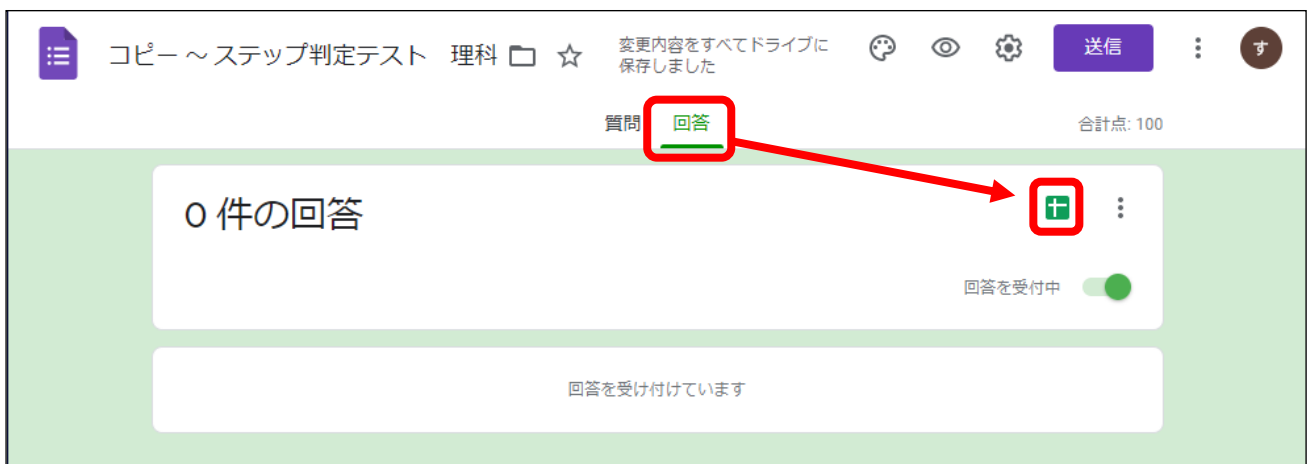 コピー ～ ステップ判定テスト　理科
変更内容をすべてドライブに
保存しました
送信
す
質問
回答
合計点: 100
0 件の回答
回答を受付中
回答を受け付けています